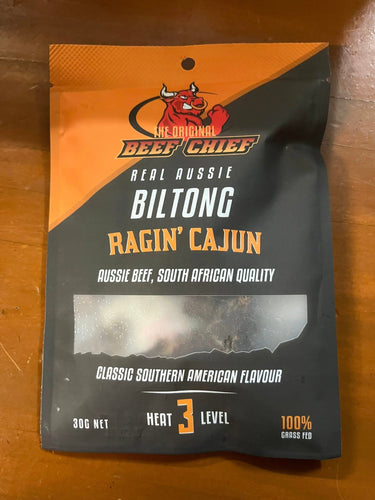 THE ORIGINAL
BEEF CHIEF
REAL AUSSIE
BILTONG
RAGIN' CAJUN
AUSSIE BEEF, SOUTH AFRICAN QUALITY
CLASSIC SOUTHERN AMERICAN FLAVOUR
30G NET
HEAT 3 LEVEL
100%
GRASS FED